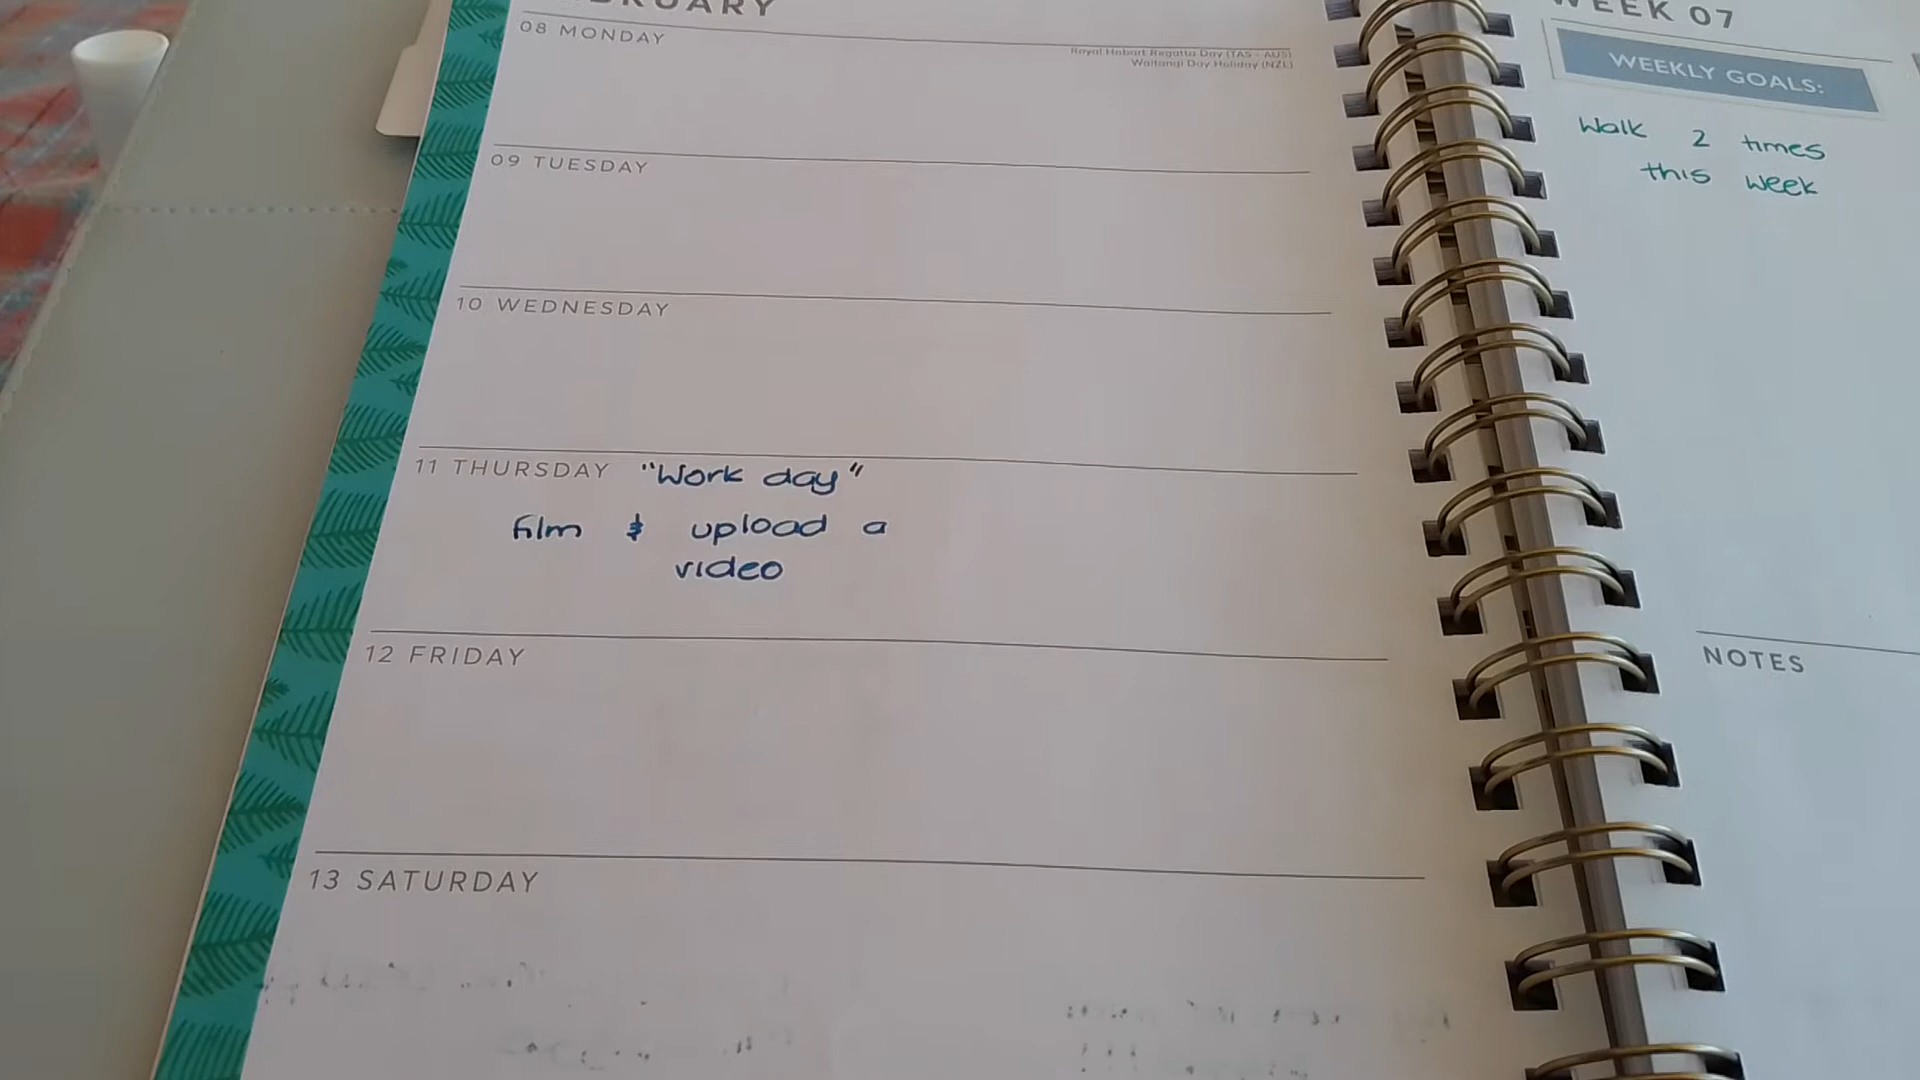 08 MONDAY
Royal Hobart Regatta Day (TAS - AUS)
Waitangi Day Holiday (NZL)
09 TUESDAY
10 WEDNESDAY
11 THURSDAY "Work day"
film & upload a
video
12 FRIDAY
13 SATURDAY
WEEK 07
WEEKLY GOALS:
Walk 2 times
this week
NOTES